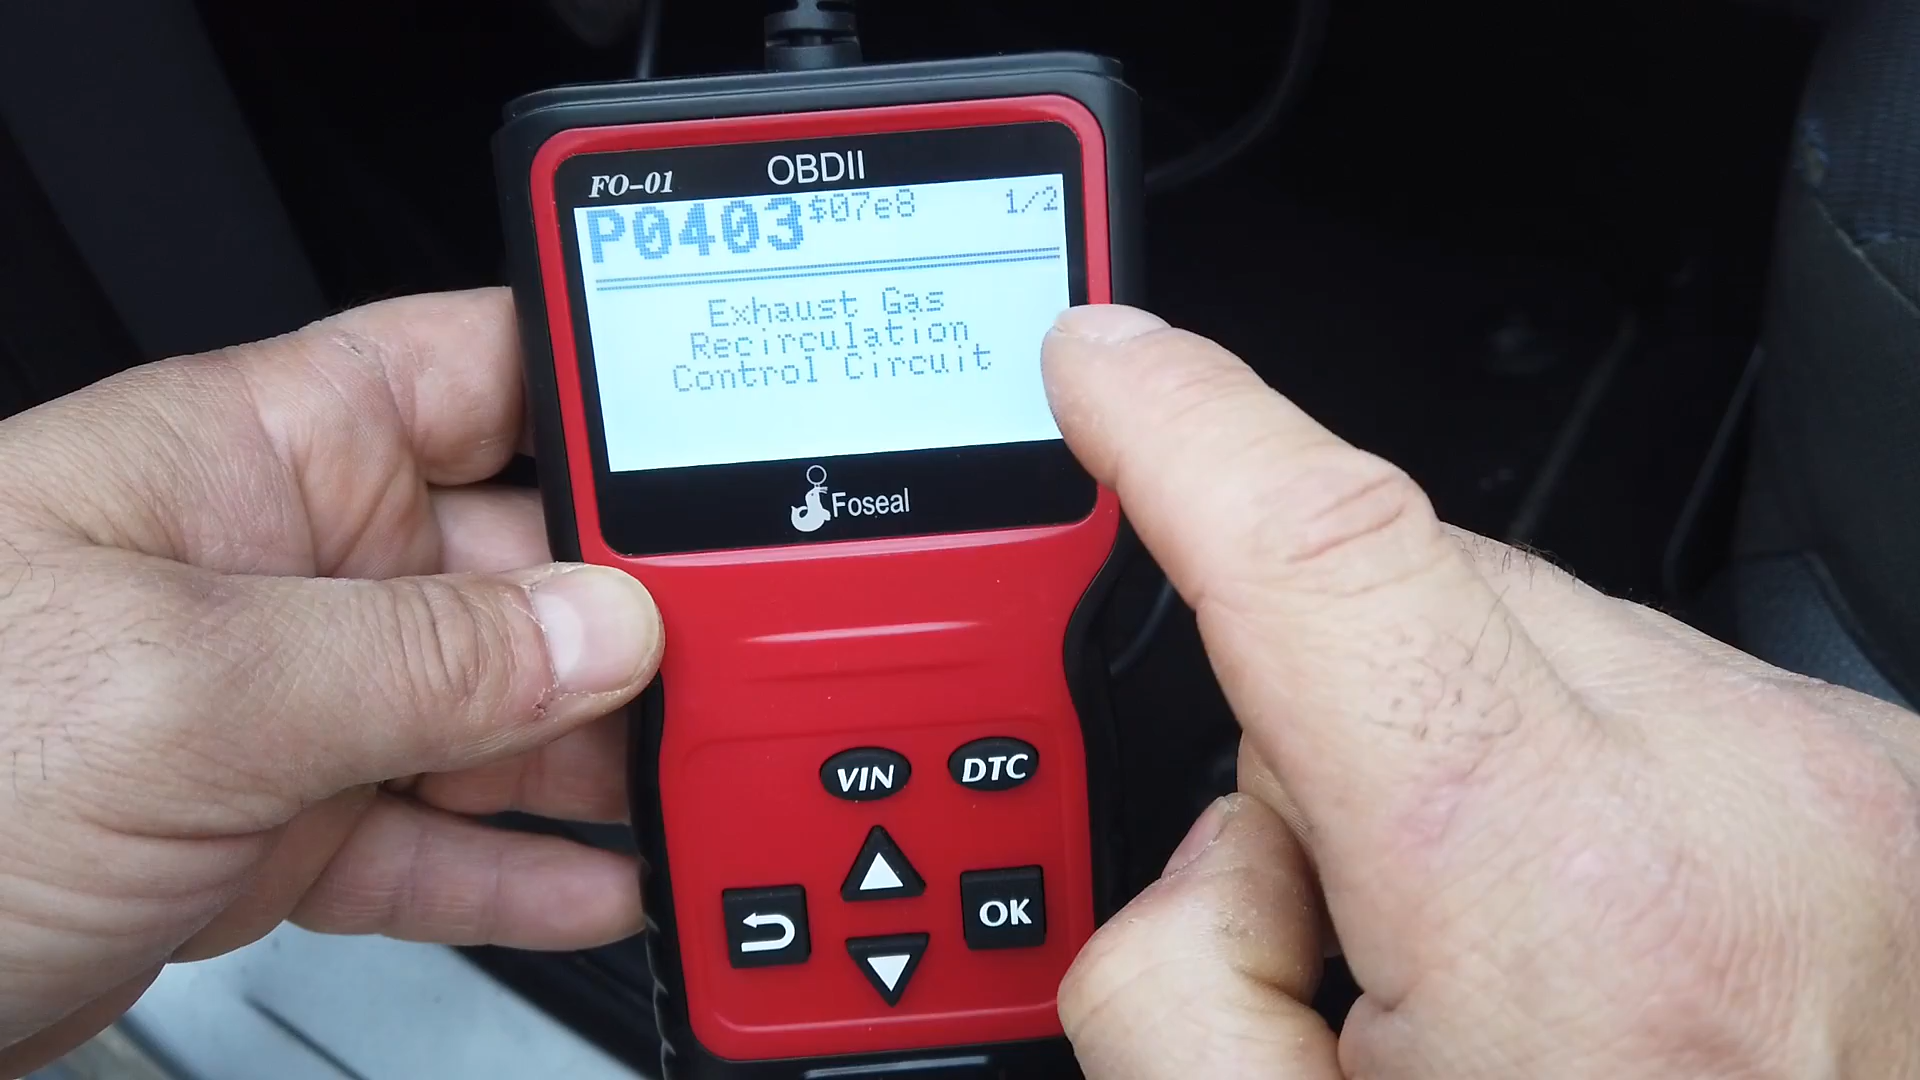 OBDII
FO-01
P0403 $07e8 1/2
Exhaust Gas
Recirculation
Control Circuit
Foseal
VIN DTC
OK